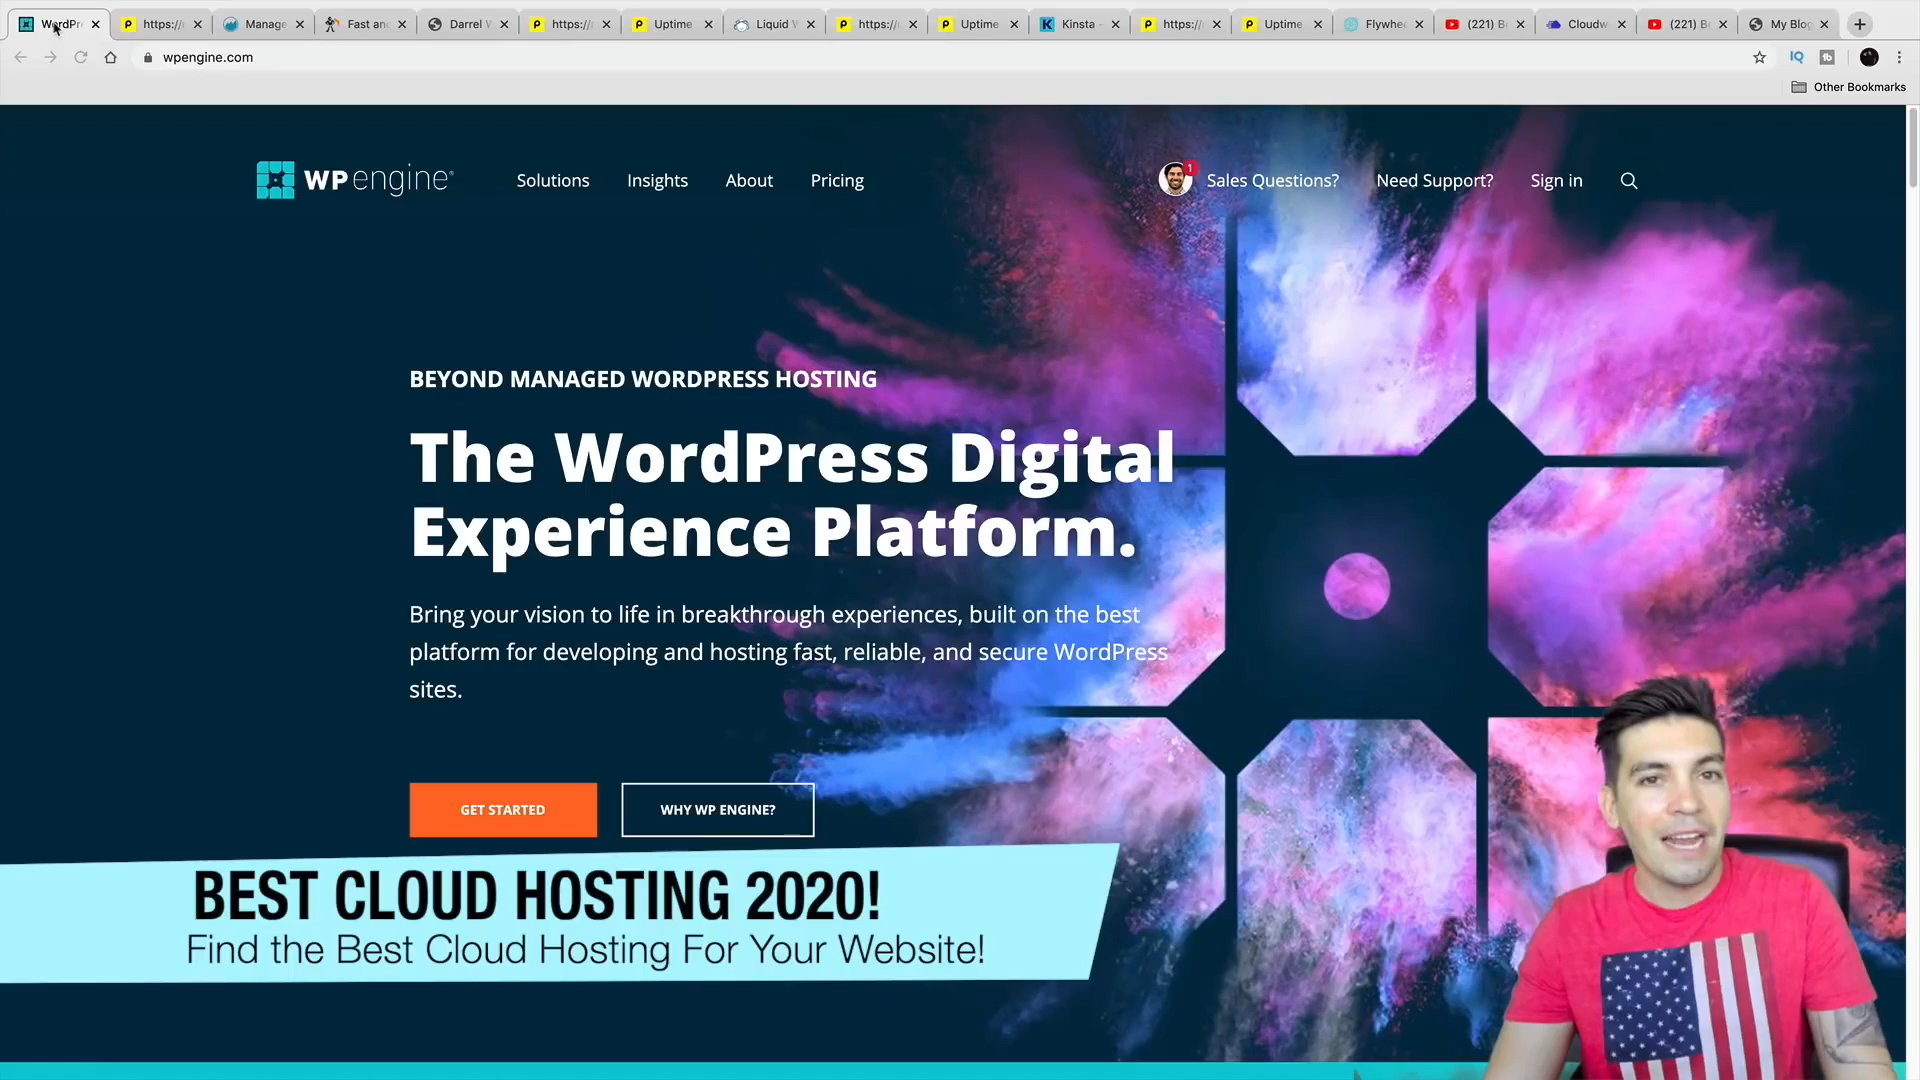 WordPr
https://
Manage
Fast an
Darrel W
https://
Uptime
Liquid W
https://
Uptime
Kinsta
https://
Uptime
Flywhe
(221) B
Cloudw
(221) B
My Blog
wpengine.com
IQ
Other Bookmarks
WP engine
Solutions
Insights
About
Pricing
1
Sales Questions?
Need Support?
Sign in
BEYOND MANAGED WORDPRESS HOSTING
The WordPress Digital
Experience Platform.
Bring your vision to life in breakthrough experiences, built on the best
platform for developing and hosting fast, reliable, and secure WordPress
sites.
GET STARTED
WHY WP ENGINE?
BEST CLOUD HOSTING 2020!
Find the Best Cloud Hosting For Your Website!